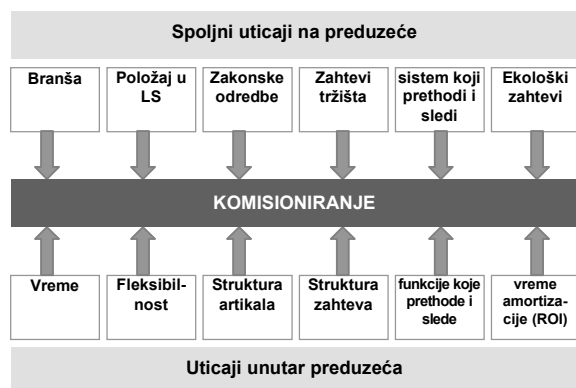 Spoljni uticaji na preduzeće
Branša
Položaj u
LS
Zakonske
odredbe
Zahtevi
tržišta
sistem koji
prethodi i
sledi
Ekološki
zahtevi
KOMISIONIRANJE
Vreme
Fleksibil-
nost
Struktura
artikala
Struktura
zahteva
funkcije koje
prethode i
slede
vreme
amortiza-
cije (ROI)
Uticaji unutar preduzeća